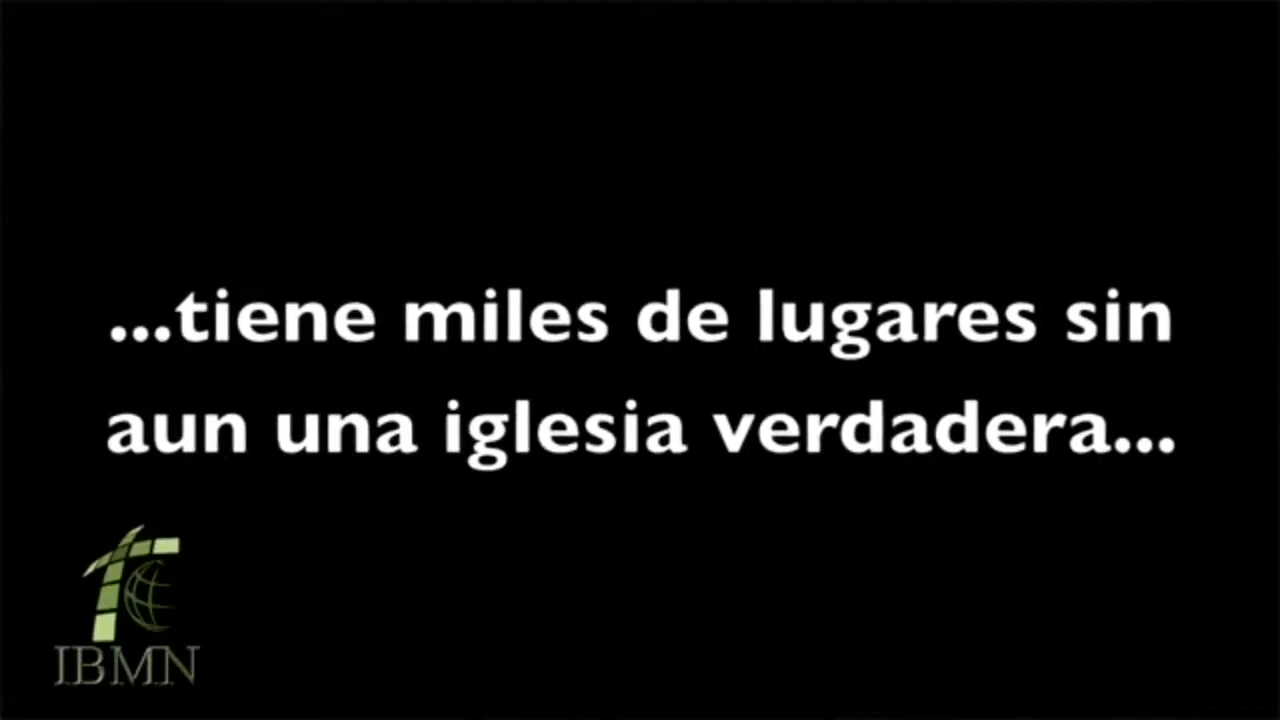 ...tiene miles de lugares sin
aun una iglesia verdadera...
IBMN